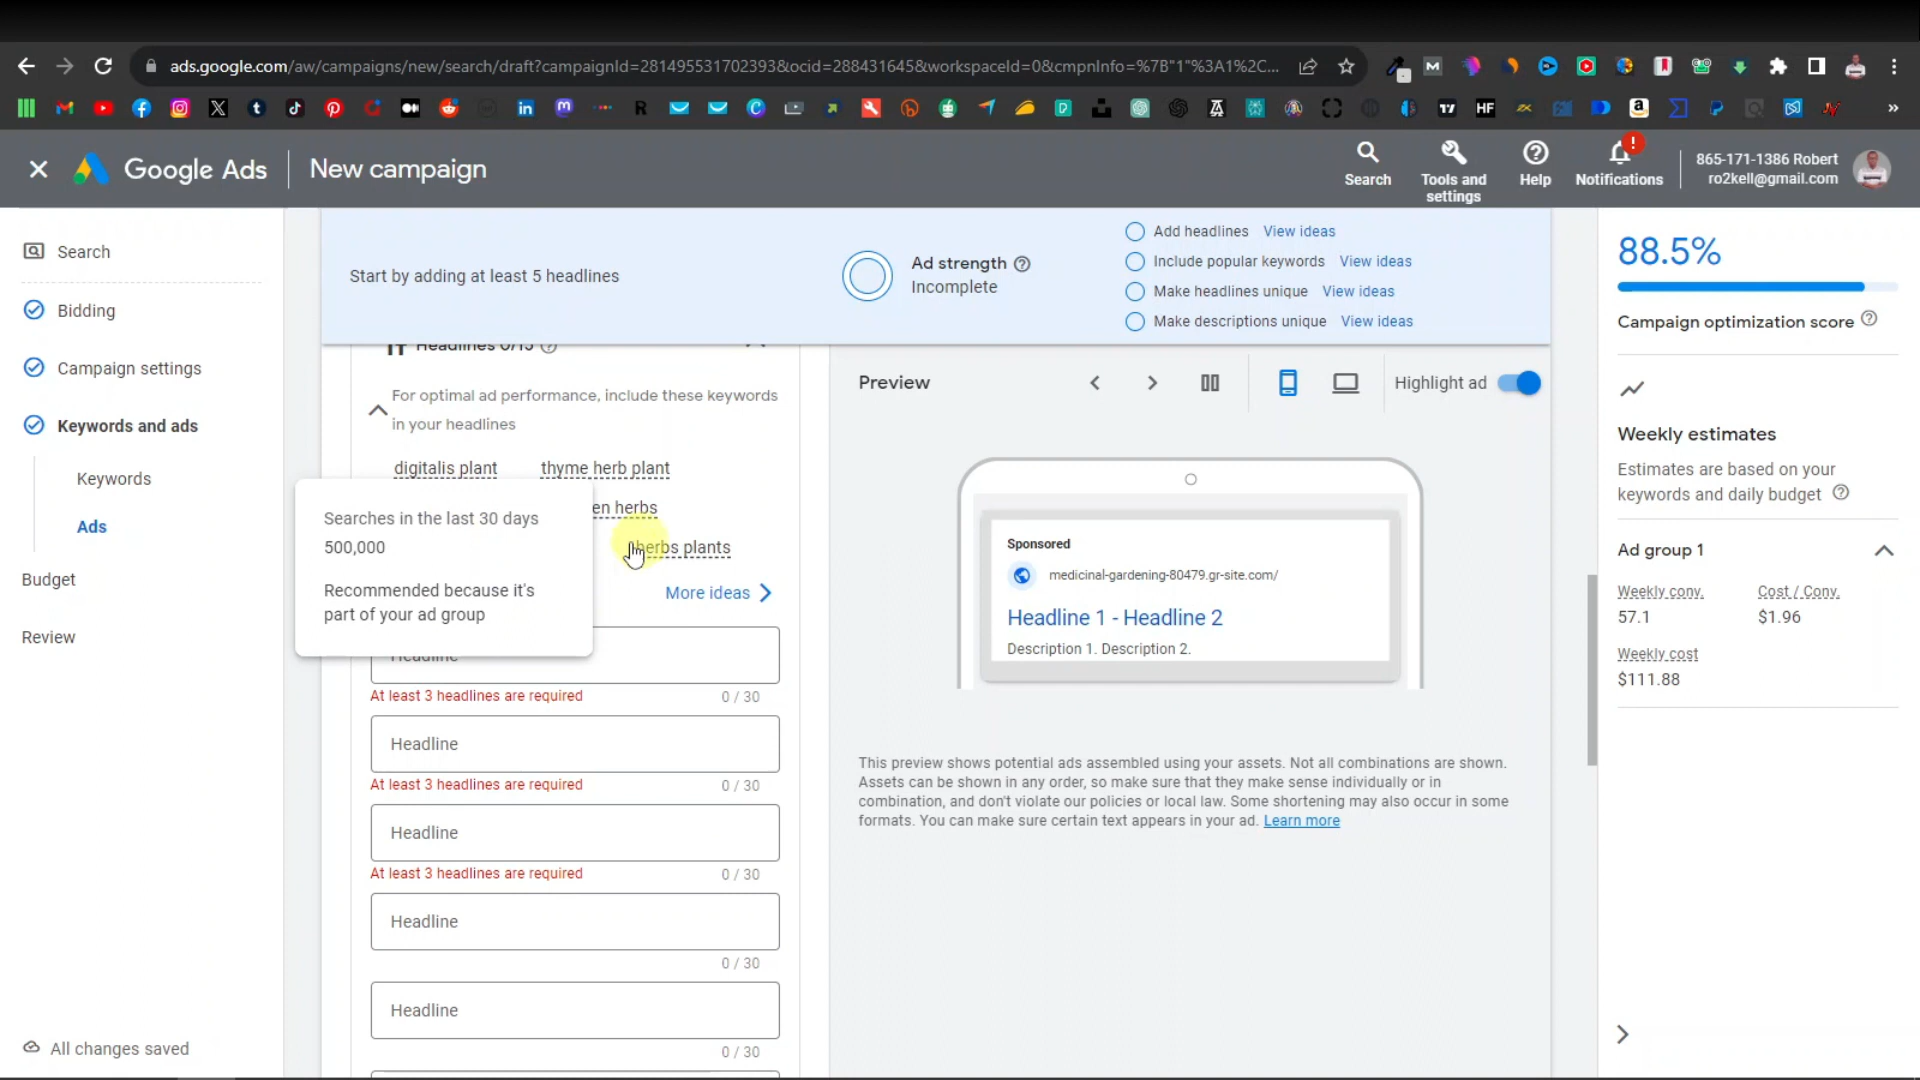 ads.google.com/aw/campaigns/new/search/draft?campaignId=281495531702393&ocid=288431645&workspaceId=0&cmpnInfo=%7B"1"%3A1%2C...
Google Ads
New campaign
Search
Tools and settings
Help
Notifications
865-171-1386 Robert
ro2kell@gmail.com
Search
Bidding
Campaign settings
Keywords and ads
Keywords
Ads
Budget
Review
All changes saved
Start by adding at least 5 headlines
Ad strength
Incomplete
Add headlines View ideas
Include popular keywords View ideas
Make headlines unique View ideas
Make descriptions unique View ideas
Headlines 0/15
For optimal ad performance, include these keywords
in your headlines
digitalis plant thyme herb plant
en herbs
herbs plants
More ideas
Searches in the last 30 days
500,000
Recommended because it's
part of your ad group
Headline
At least 3 headlines are required 0 / 30
Headline
At least 3 headlines are required 0 / 30
Headline
At least 3 headlines are required 0 / 30
Headline
0 / 30
Headline
0 / 30
Preview
Highlight ad
Sponsored
medicinal-gardening-80479.gr-site.com/
Headline 1 - Headline 2
Description 1. Description 2.
This preview shows potential ads assembled using your assets. Not all combinations are shown.
Assets can be shown in any order, so make sure that they make sense individually or in
combination, and don't violate our policies or local law. Some shortening may also occur in some
formats. You can make sure certain text appears in your ad. Learn more
88.5%
Campaign optimization score
Weekly estimates
Estimates are based on your
keywords and daily budget
Ad group 1
Weekly conv. Cost / Conv.
57.1 $1.96
Weekly cost
$111.88